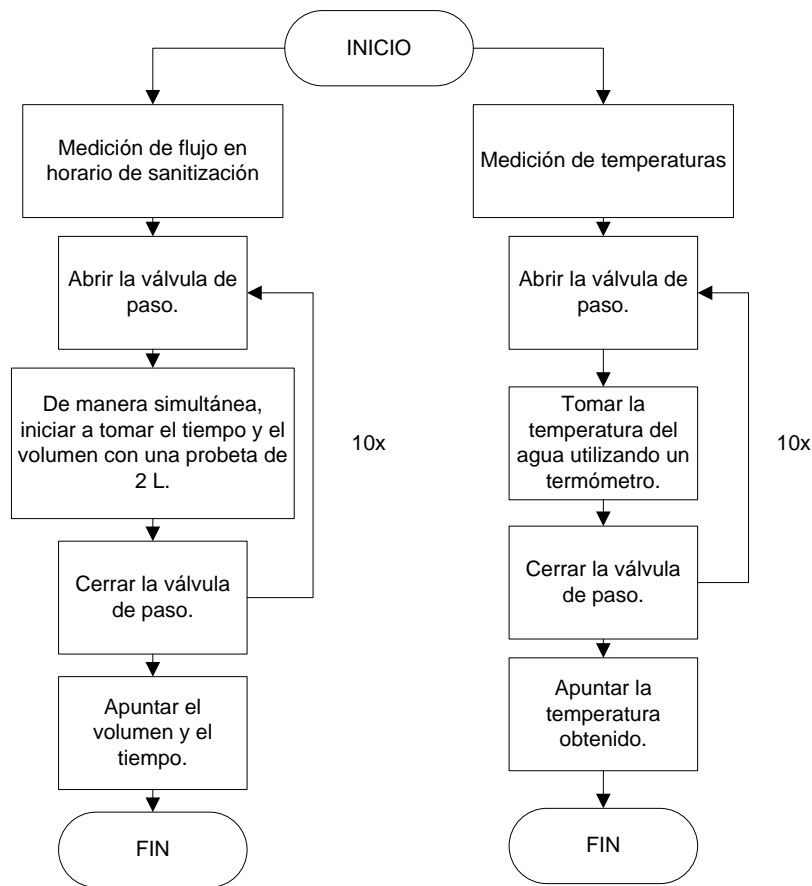 INICIO
Medición de flujo en
horario de sanitización
Abrir la válvula de
paso.
De manera simultánea,
iniciar a tomar el tiempo y el
volumen con una probeta de
2 L.
10x
Cerrar la válvula
de paso.
Apuntar el
volumen y el
tiempo.
FIN
Medición de temperaturas
Abrir la válvula de
paso.
Tomar la
temperatura del
agua utilizando un
termómetro.
10x
Cerrar la válvula
de paso.
Apuntar la
temperatura
obtenido.
FIN